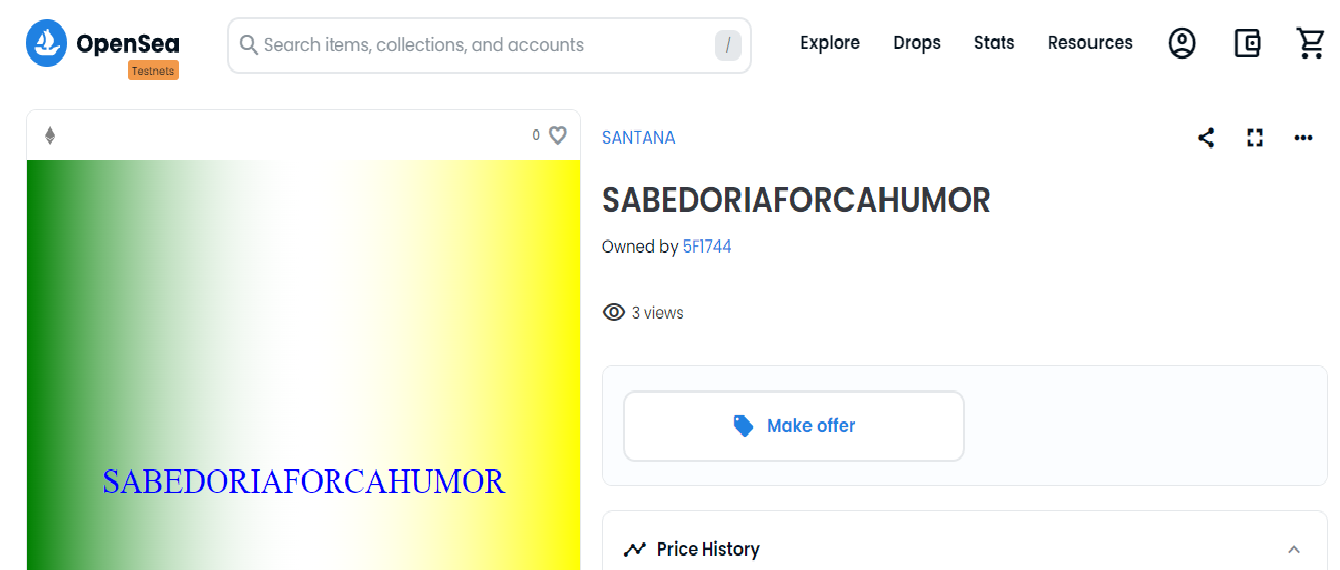 OpenSea
Testnets
Search items, collections, and accounts
/
Explore
Drops
Stats
Resources
0
SANTANA
SABEDORIAFORCAHUMOR
Owned by 5F1744
3 views
Make offer
SABEDORIAFORCAHUMOR
Price History